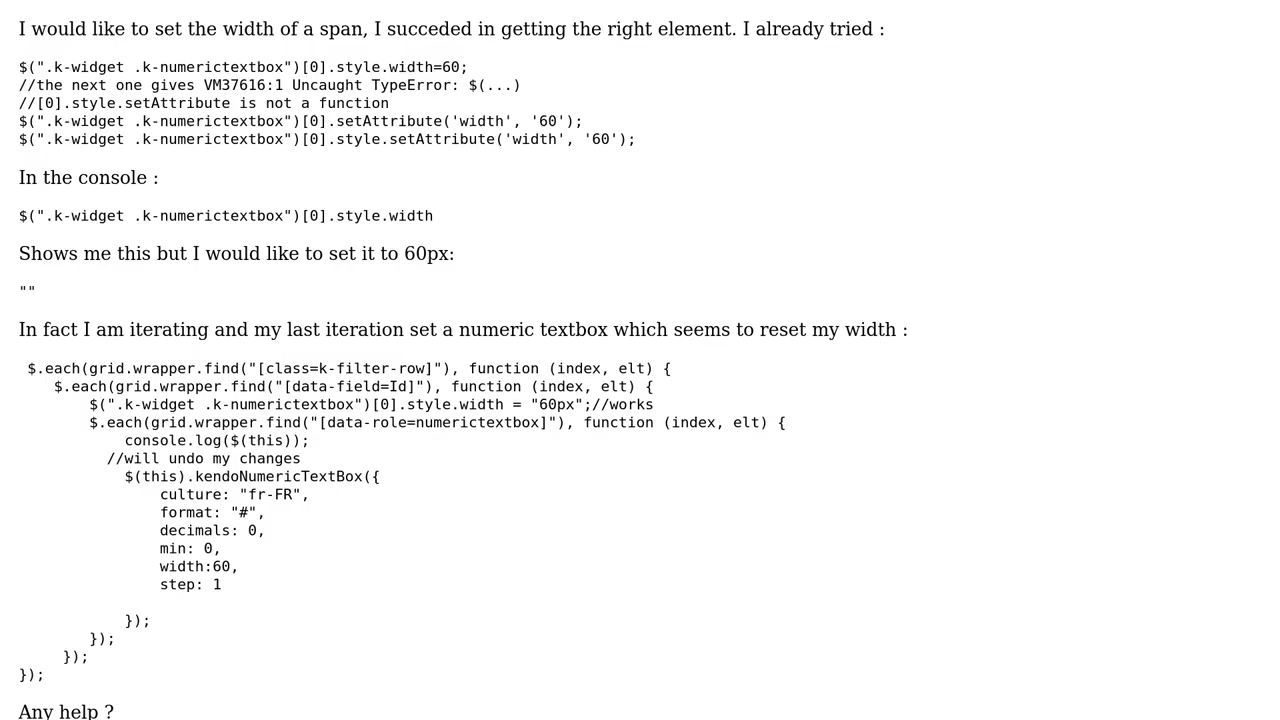 I would like to set the width of a span, I succeded in getting the right element. I already tried :
$(".k-widget .k-numerictextbox")[0].style.width=60;
//the next one gives VM37616:1 Uncaught TypeError: $(...)
//[0].style.setAttribute is not a function
$(".k-widget .k-numerictextbox")[0].setAttribute('width', '60');
$(".k-widget .k-numerictextbox")[0].style.setAttribute('width', '60');
In the console :
$(".k-widget .k-numerictextbox")[0].style.width
Shows me this but I would like to set it to 60px:
""
In fact I am iterating and my last iteration set a numeric textbox which seems to reset my width :
$.each(grid.wrapper.find("[class=k-filter-row]"), function (index, elt) {
$.each(grid.wrapper.find("[data-field=Id]"), function (index, elt) {
$(".k-widget .k-numerictextbox")[0].style.width = "60px";//works
$.each(grid.wrapper.find("[data-role=numerictextbox]"), function (index, elt) {
console.log($(this));
//will undo my changes
$(this).kendoNumericTextBox({
culture: "fr-FR",
format: "#",
decimals: 0,
min: 0,
width:60,
step: 1
});
});
});
});
Any help ?